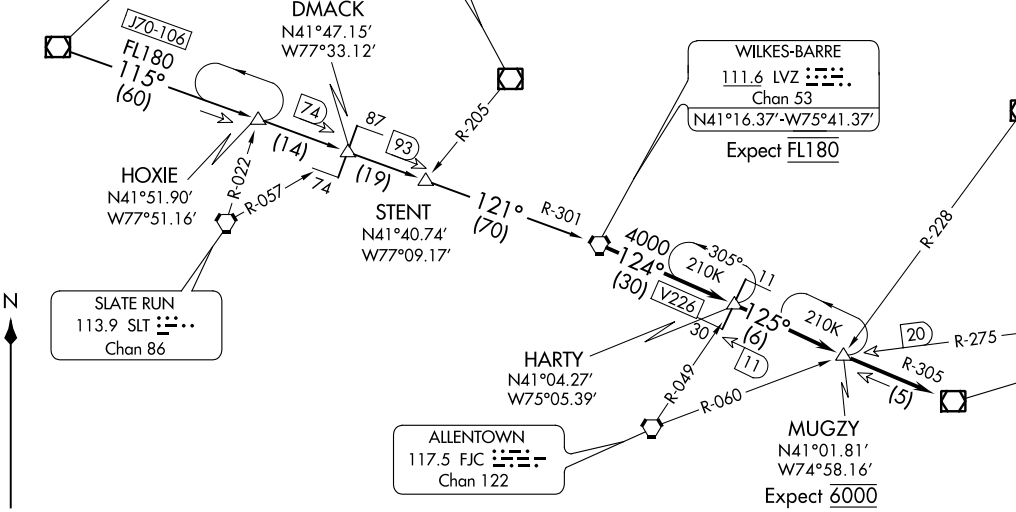 DMACK
N41°47.15′
W77°33.12′
J70-106
FL180
115°
(60)
74
87
93
R-205
(14)
(19)
74
HOXIE
N41°51.90′
W77°51.16′
R-022
R-057
STENT
N41°40.74′
W77°09.17′
121°
(70)
R-301
WILKES-BARRE
111.6 LVZ
Chan 53
N41°16.37′-W75°41.37′
Expect FL180
R-228
4000
124°
(30)
305°
210K
11
V226
30
11
125°
(6)
210K
20
R-275
R-305
(5)
N
SLATE RUN
113.9 SLT
Chan 86
HARTY
N41°04.27′
W75°05.39′
R-049
R-060
ALLENTOWN
117.5 FJC
Chan 122
MUGZY
N41°01.81′
W74°58.16′
Expect 6000